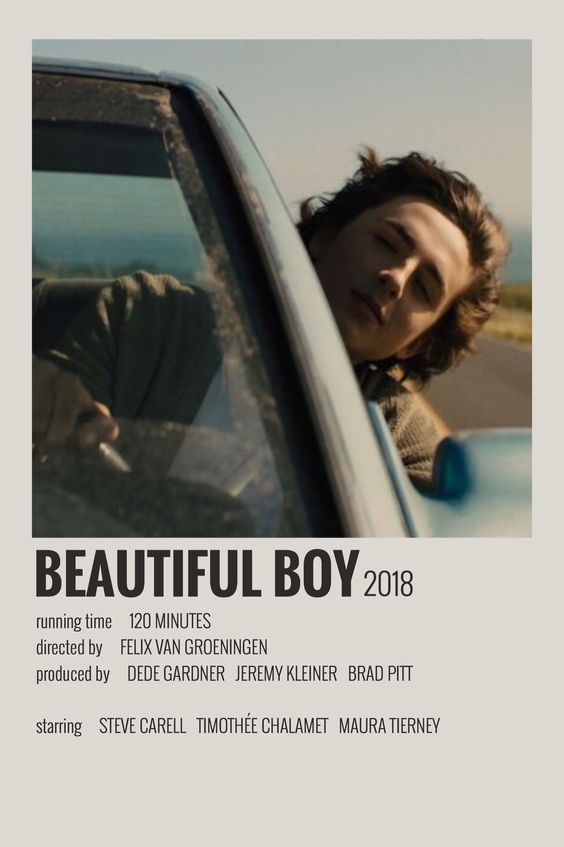 BEAUTIFUL BOY 2018
running time 120 MINUTES
directed by FELIX VAN GROENINGEN
produced by DEDE GARDNER JEREMY KLEINER BRAD PITT
starring STEVE CARELL TIMOTHÉE CHALAMET MAURA TIERNEY